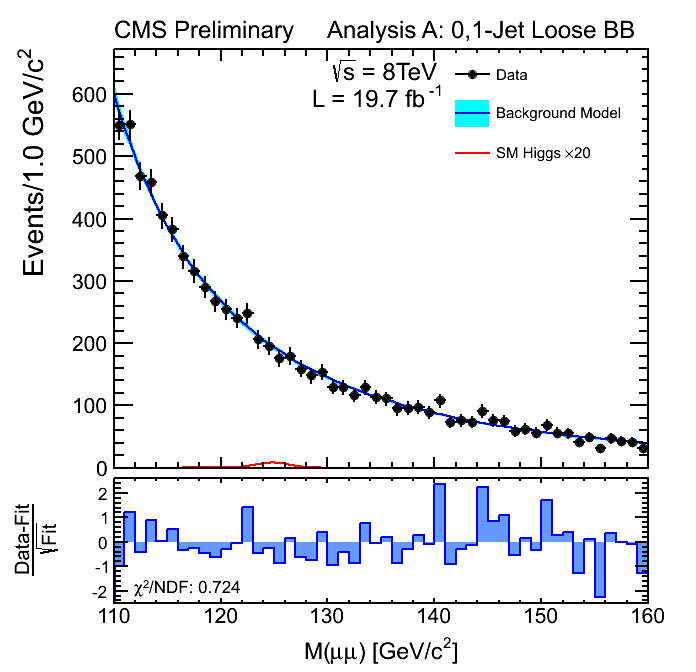 CMS Preliminary Analysis A: 0,1-Jet Loose BB
√s = 8TeV
L = 19.7 fb⁻¹
Data
Background Model
SM Higgs ×20
Events/1.0 GeV/c²
600
500
400
300
200
100
0
Data-Fit
√Fit
2
1
0
-1
-2
χ²/NDF: 0.724
110 120 130 140 150 160
M(μμ) [GeV/c²]